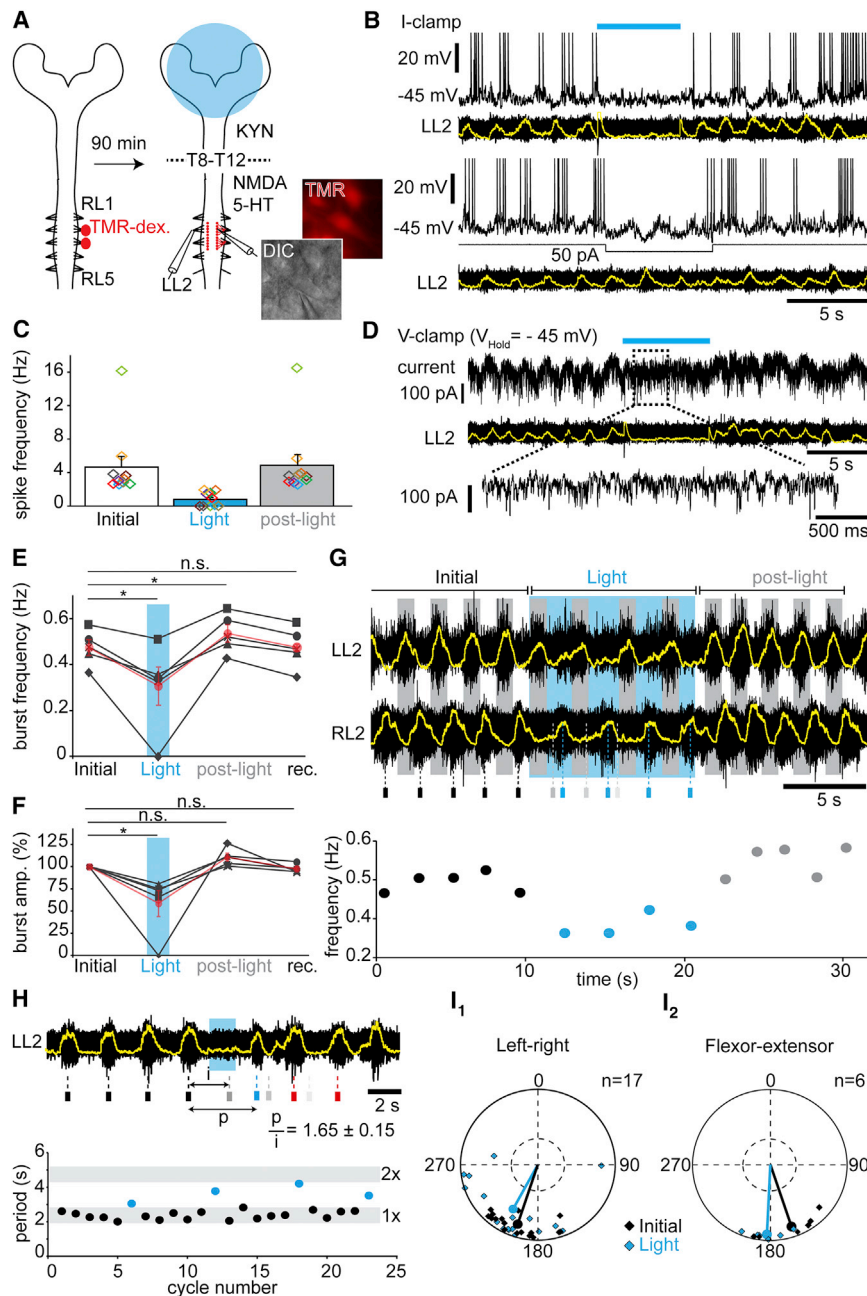 A
90 min
KYN
T8-T12
NMDA
5-HT
RL1
TMR-dex.
RL5
LL2
TMR
DIC
B
I-clamp
20 mV
-45 mV
LL2
20 mV
-45 mV
50 pA
LL2
5 s
C
spike frequency (Hz)
16
12
8
4
0
Initial
Light
post-light
D
V-clamp (VHold= - 45 mV)
current
100 pA
LL2
5 s
100 pA
500 ms
E
n.s.
*
*
burst frequency (Hz)
0.6
0.4
0.2
0
Initial
Light
post-light
rec.
F
n.s.
n.s.
*
burst amp. (%)
125
100
75
50
25
0
Initial
Light
post-light
rec.
G
Initial
Light
post-light
LL2
RL2
5 s
frequency (Hz)
0.6
0.5
0.4
0.2
0
10
20
30
time (s)
H
LL2
i
p
2 s
p/i = 1.65 ± 0.15
period (s)
6
4
2
0
2x
1x
0
5
10
15
20
25
cycle number
I1
Left-right
n=17
0
270
90
180
Initial
Light
I2
Flexor-extensor
n=6
0
270
90
180